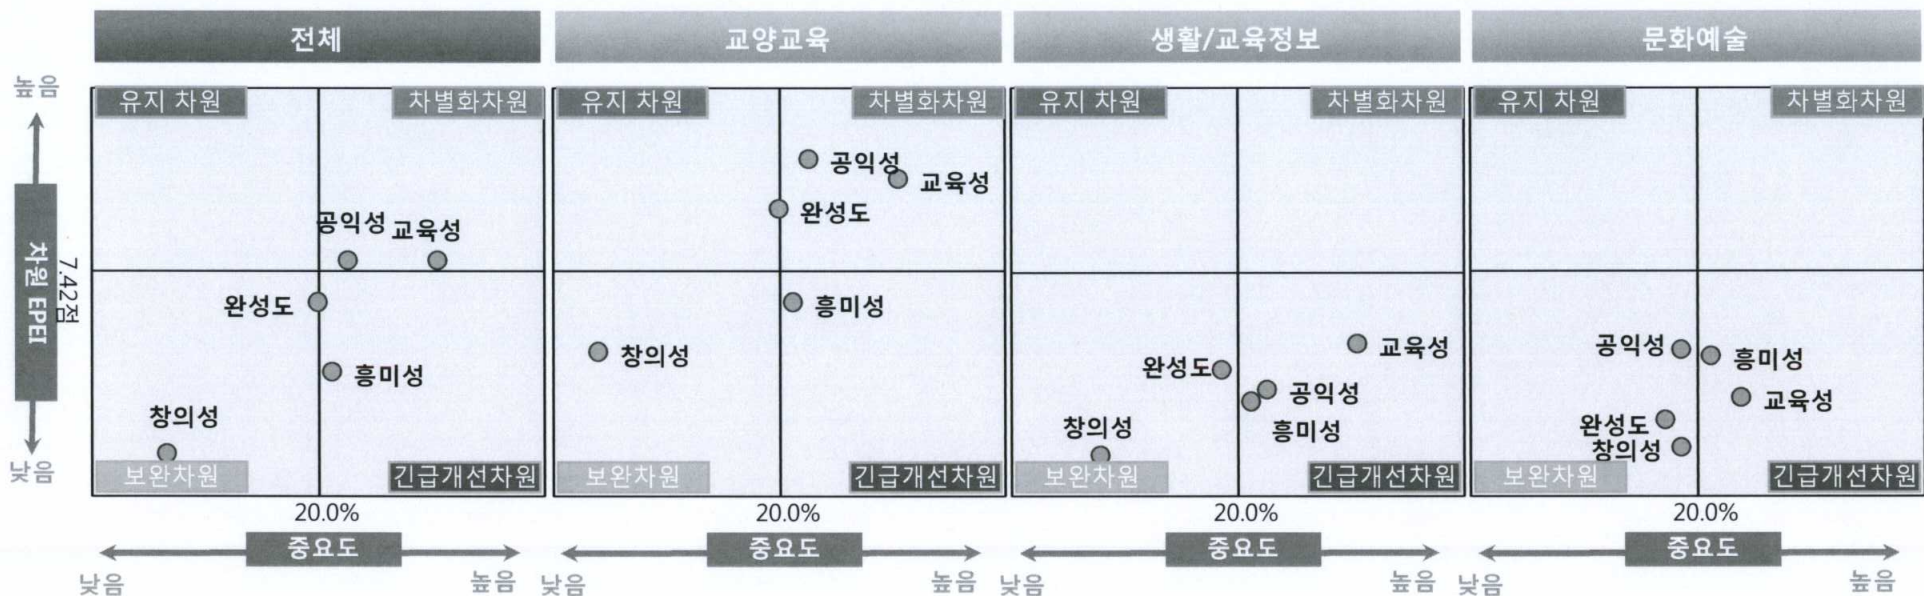 전체
교양교육
생활/교육정보
문화예술
높음
차원 EPEI
7.42점
낮음
유지 차원
차별화차원
공익성
교육성
완성도
흥미성
창의성
보완차원
긴급개선차원
20.0%
중요도
낮음
높음
유지 차원
차별화차원
공익성
교육성
완성도
흥미성
창의성
보완차원
긴급개선차원
20.0%
중요도
낮음
높음
유지 차원
차별화차원
교육성
완성도
공익성
흥미성
창의성
보완차원
긴급개선차원
20.0%
중요도
낮음
높음
유지 차원
차별화차원
공익성
흥미성
교육성
완성도
창의성
보완차원
긴급개선차원
20.0%
중요도
낮음
높음